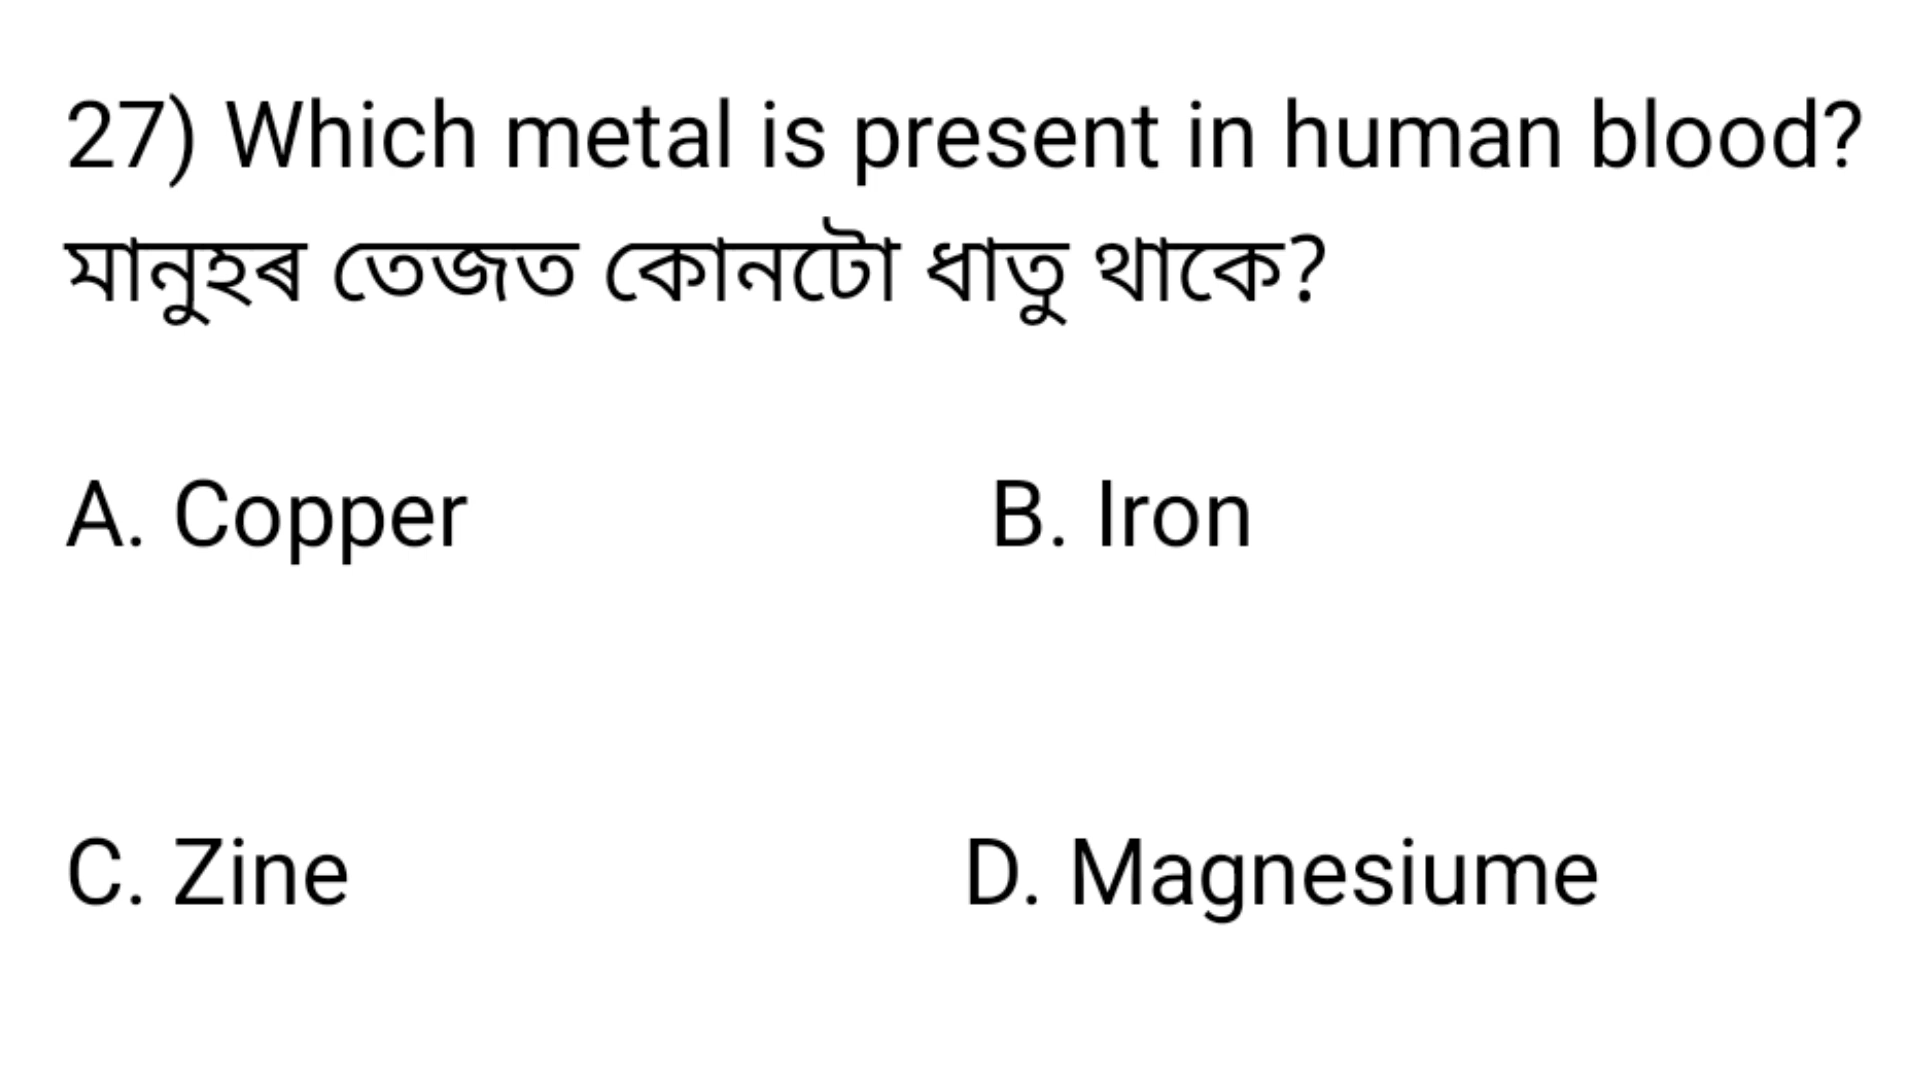 27) Which metal is present in human blood?
মানুহৰ তেজত কোনটো ধাতু থাকে?
A. Copper B. Iron
C. Zine D. Magnesiume